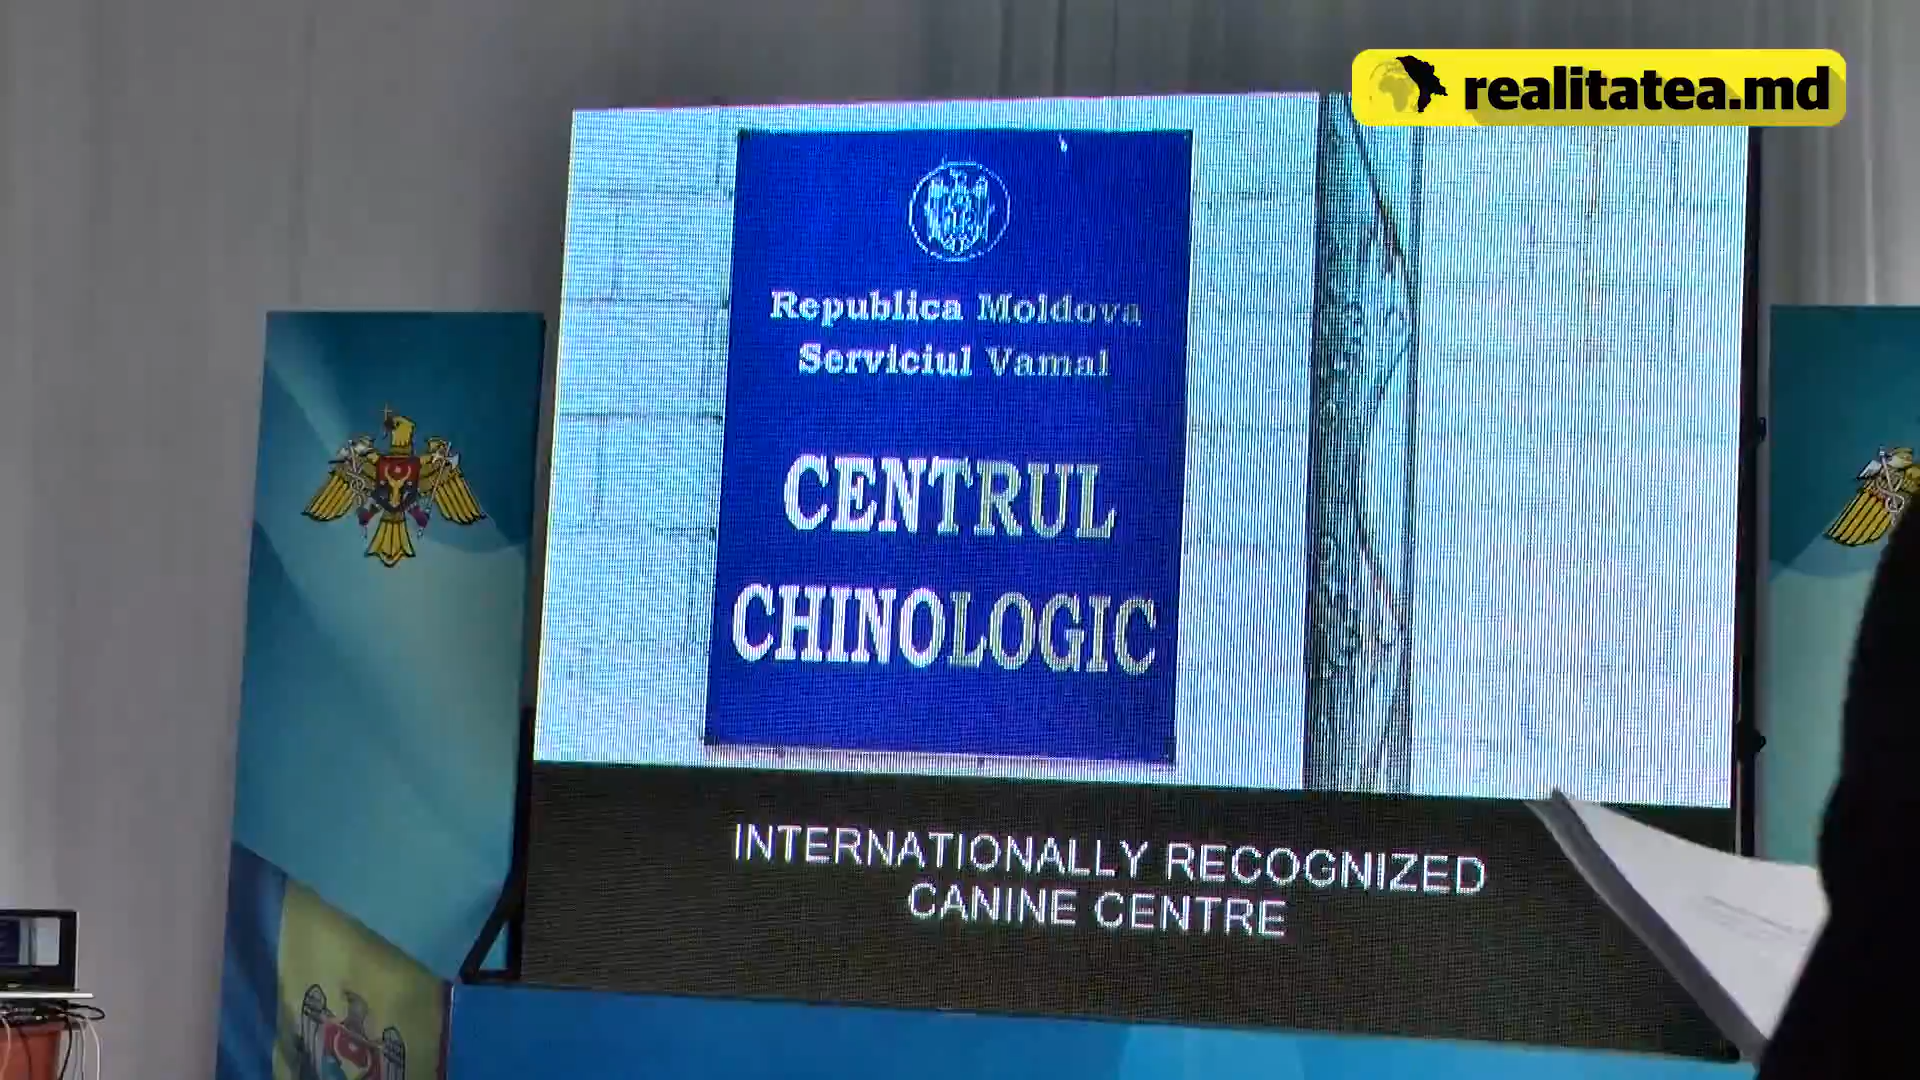 realitatea.md
Republica Moldova
Serviciul Vamal
CENTRUL
CHINOLOGIC
INTERNATIONALLY RECOGNIZED
CANINE CENTRE